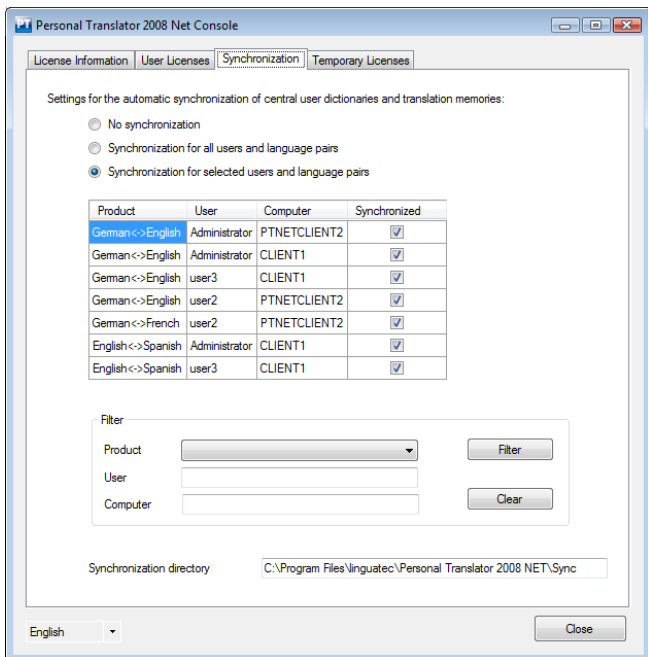 PT Personal Translator 2008 Net Console
License Information User Licenses Synchronization Temporary Licenses
Settings for the automatic synchronization of central user dictionaries and translation memories:
No synchronization
Synchronization for all users and language pairs
Synchronization for selected users and language pairs
Product User Computer Synchronized
German<->English Administrator PTNETCLIENT2
German<->English Administrator CLIENT1
German<->English user3 CLIENT1
German<->English user2 PTNETCLIENT2
German<->French user2 PTNETCLIENT2
English<->Spanish Administrator CLIENT1
English<->Spanish user3 CLIENT1
Filter
Product Filter
User
Computer Clear
Synchronization directory C:\Program Files\linguatec\Personal Translator 2008 NET\Sync
English Close